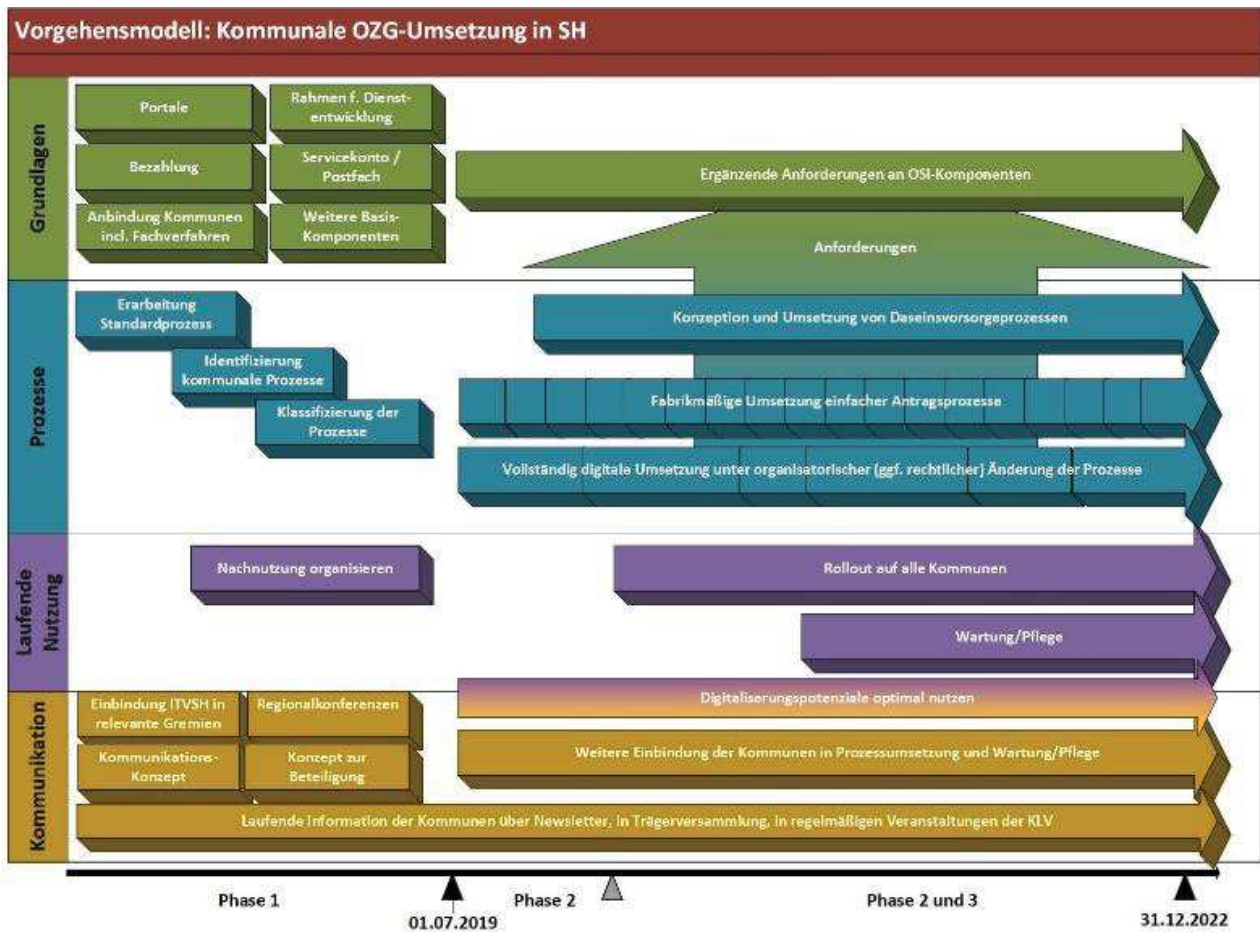 Vorgehensmodell: Kommunale OZG-Umsetzung in SH
Grundlagen
Portale
Rahmen f. Dienst-
entwicklung
Bezahlung
Servicekonto /
Postfach
Anbindung Kommunen
incl. Fachverfahren
Weitere Basis-
Komponenten
Ergänzende Anforderungen an OSI-Komponenten
Anforderungen
Prozesse
Erarbeitung
Standardprozess
Identifizierung
kommunale Prozesse
Klassifizierung der
Prozesse
Konzeption und Umsetzung von Daseinsvorsorgeprozessen
Fabrikmäßige Umsetzung einfacher Antragsprozesse
Vollständig digitale Umsetzung unter organisatorischer (ggf. rechtlicher) Änderung der Prozesse
Laufende
Nutzung
Nachnutzung organisieren
Rollout auf alle Kommunen
Wartung/Pflege
Kommunikation
Digitaliserungspotenziale optimal nutzen
Einbindung ITVSH in
relevante Gremien
Regionalkonferenzen
Kommunikations-
Konzept
Konzept zur
Beteiligung
Weitere Einbindung der Kommunen in Prozessumsetzung und Wartung/Pflege
Laufende Information der Kommunen über Newsletter, in Trägerversammlung, in regelmäßigen Veranstaltungen der KLV
Phase 1
01.07.2019
Phase 2
Phase 2 und 3
31.12.2022